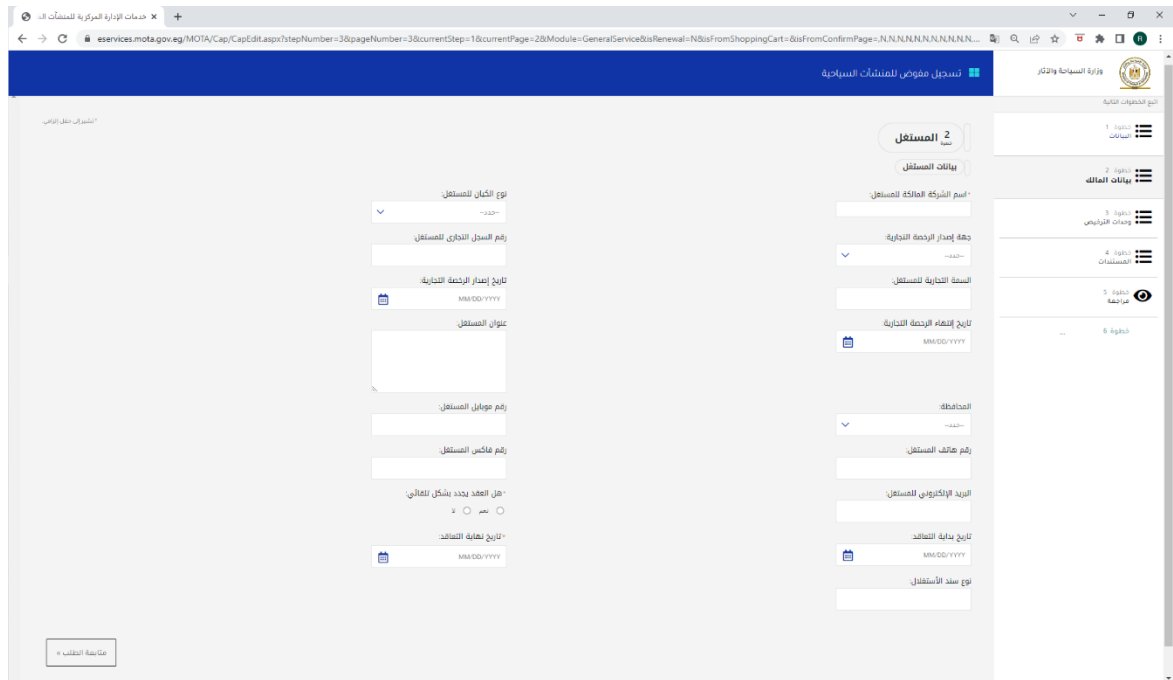 خدمات الإدارة المركزية للمنشآت الـ
eservices.mota.gov.eg/MOTA/Cap/CapEdit.aspx?stepNumber=3&pageNumber=3&currentStep=1&currentPage=2&Module=GeneralService&isRenewal=N&isFromShoppingCart=&isFromConfirmPage=,N,N,N,N,N,N,N,N,N,N,...
وزارة السياحة والآثار
تسجيل مفوض للمنشآت السياحية
اتبع الخطوات التالية
خطوة 1
البيانات
خطوة 2
بيانات المالك
خطوة 3
وحدات الترخيص
خطوة 4
المستندات
خطوة 5
مراجعة
خطوة 6
...
*تشير إلى حقل إلزامي.
2 خطوة المستغل
بيانات المستغل
*اسم الشركة المالكة للمستغل:
نوع الكيان للمستغل:
--حدد--
جهة إصدار الرخصة التجارية:
--حدد--
رقم السجل التجارى للمستغل:
السمة التجارية للمستغل:
تاريخ إصدار الرخصة التجارية:
MM/DD/YYYY
تاريخ إنتهاء الرخصة التجارية:
MM/DD/YYYY
عنوان المستغل:
المحافظة:
--حدد--
رقم موبايل المستغل:
رقم هاتف المستغل:
رقم فاكس المستغل:
البريد الإلكتروني للمستغل:
*هل العقد يجدد بشكل تلقائي:
نعم لا
تاريخ بداية التعاقد:
MM/DD/YYYY
*تاريخ نهاية التعاقد:
MM/DD/YYYY
نوع سند الأستغلال:
متابعة الطلب »